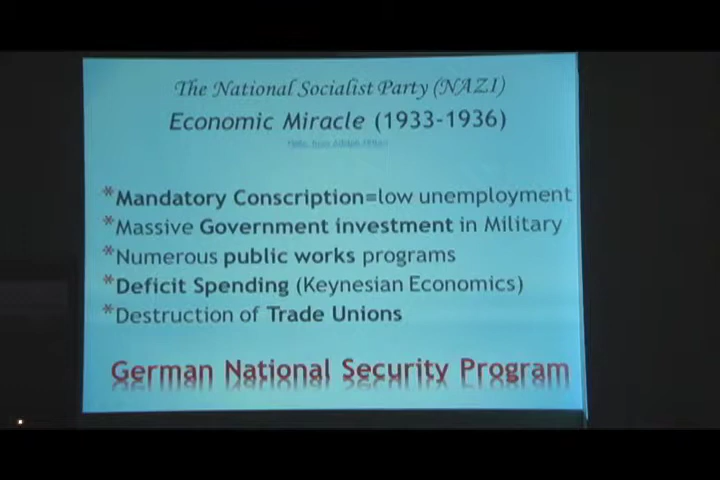 The National Socialist Party (NAZI)
Economic Miracle (1933-1936)
*Mandatory Conscription=low unemployment
*Massive Government investment in Military
*Numerous public works programs
*Deficit Spending (Keynesian Economics)
*Destruction of Trade Unions
German National Security Program